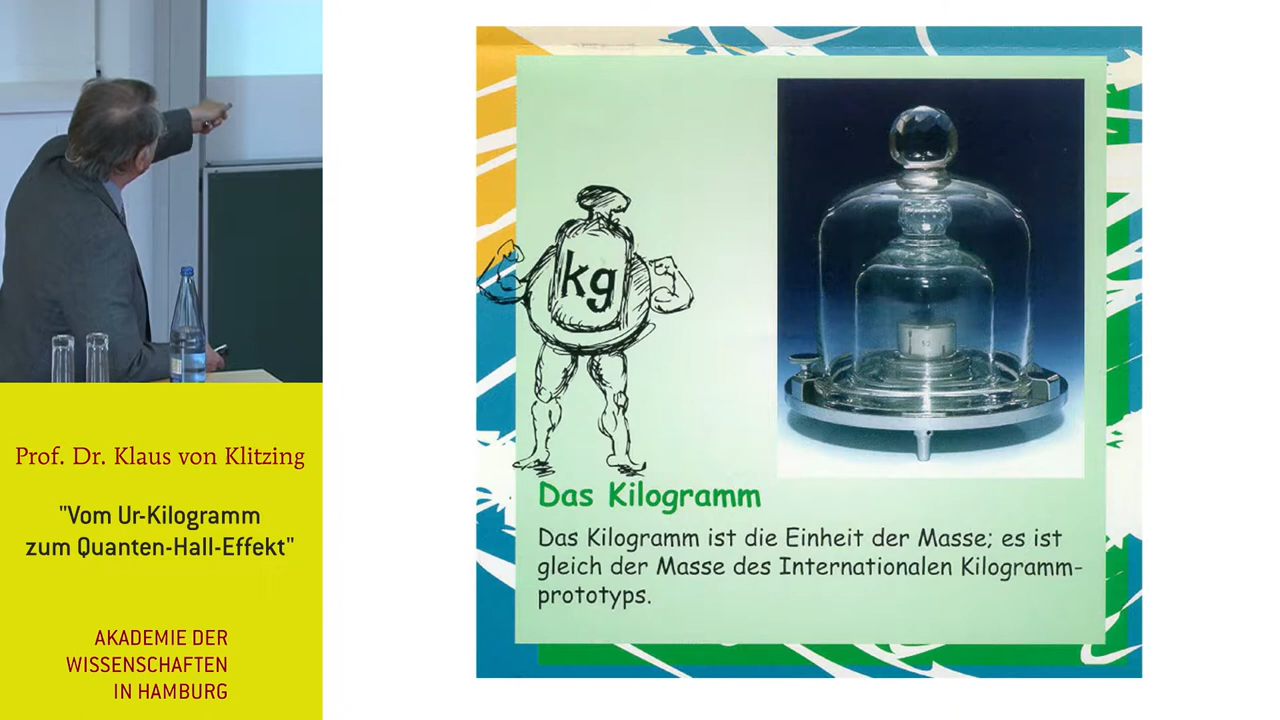 Prof. Dr. Klaus von Klitzing
"Vom Ur-Kilogramm
zum Quanten-Hall-Effekt"
AKADEMIE DER
WISSENSCHAFTEN
IN HAMBURG
kg
52
Das Kilogramm
Das Kilogramm ist die Einheit der Masse; es ist
gleich der Masse des Internationalen Kilogramm-
prototyps.